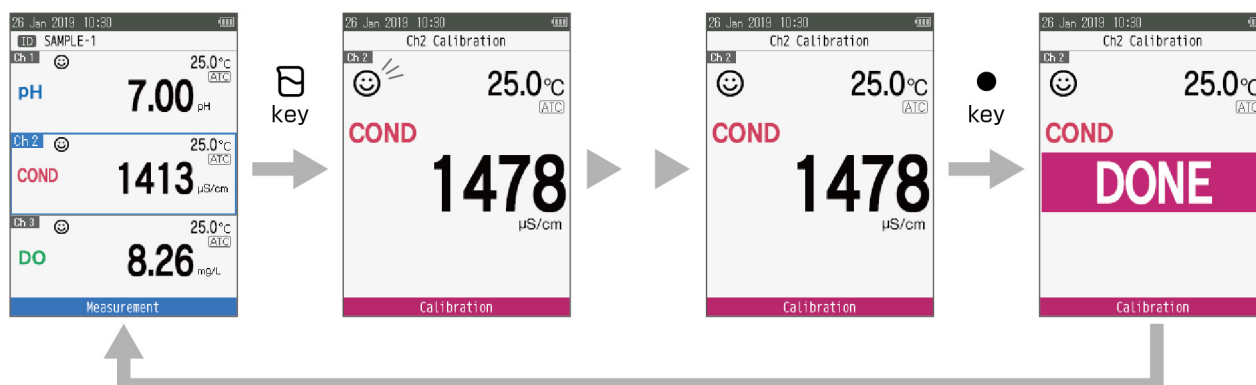 26 Jan 2019 10:30
ID SAMPLE-1
Ch 1
25.0°C
ATC
pH
7.00 pH
Ch 2
25.0°C
ATC
COND
1413 µS/cm
Ch 3
25.0°C
ATC
DO
8.26 mg/L
Measurement
key
26 Jan 2019 10:30
Ch2 Calibration
Ch 2
25.0°C
ATC
COND
1478
µS/cm
Calibration
26 Jan 2019 10:30
Ch2 Calibration
Ch 2
25.0°C
ATC
COND
1478
µS/cm
Calibration
key
26 Jan 2019 10:30
Ch2 Calibration
Ch 2
25.0°C
ATC
COND
DONE
Calibration